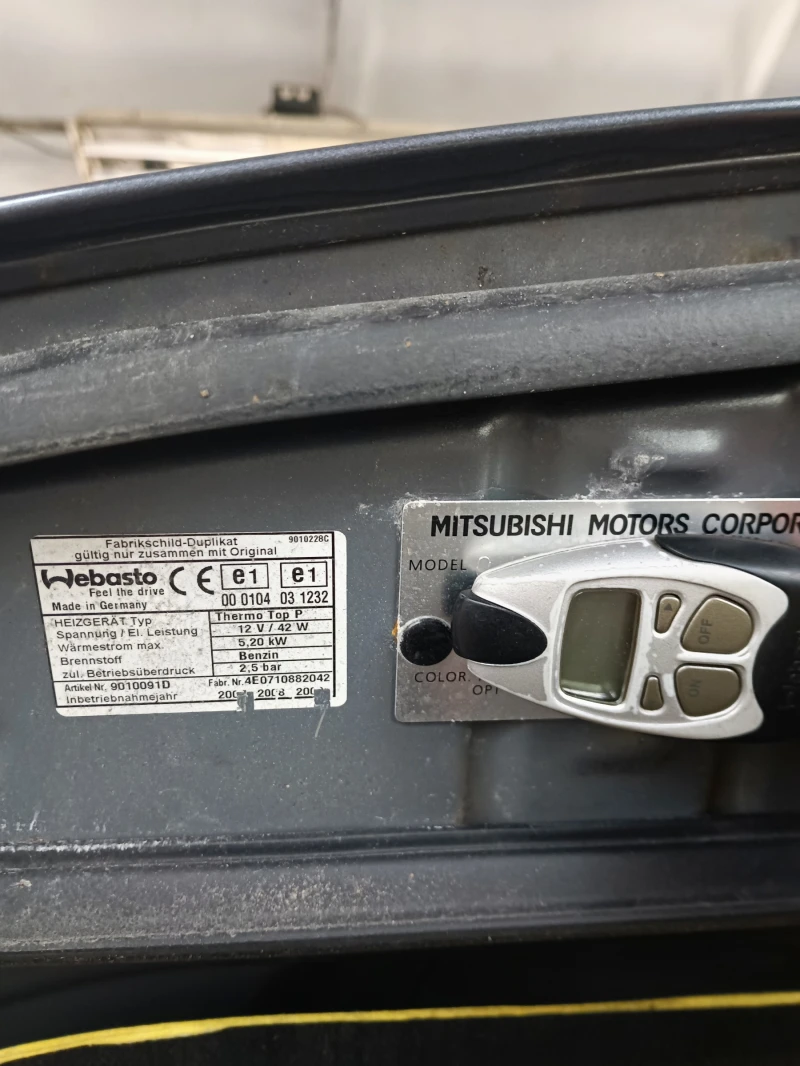 Fabrikschild-Duplikat 9010228C
gültig nur zusammen mit Original
Webasto CE e1 e1
Feel the drive
Made in Germany 00 0104 03 1232
HEIZGERÄT Typ Thermo Top P
Spannung / El. Leistung 12 V / 42 W
Wärmestrom max. 5,20 kW
Brennstoff Benzin
zul. Betriebsüberdruck 2,5 bar
Artikel Nr. 9010091D Fabr. Nr. 4E0710882042
Inbetriebnahmejahr 2008
MITSUBISHI MOTORS CORPOR
MODEL
COLOR.
OPT
OFF
ON